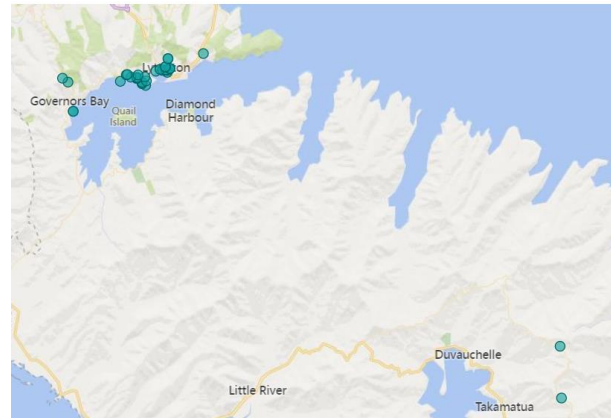 Governors Bay
Quail
Island
Diamond
Harbour
Duvauchelle
Little River
Takamatua